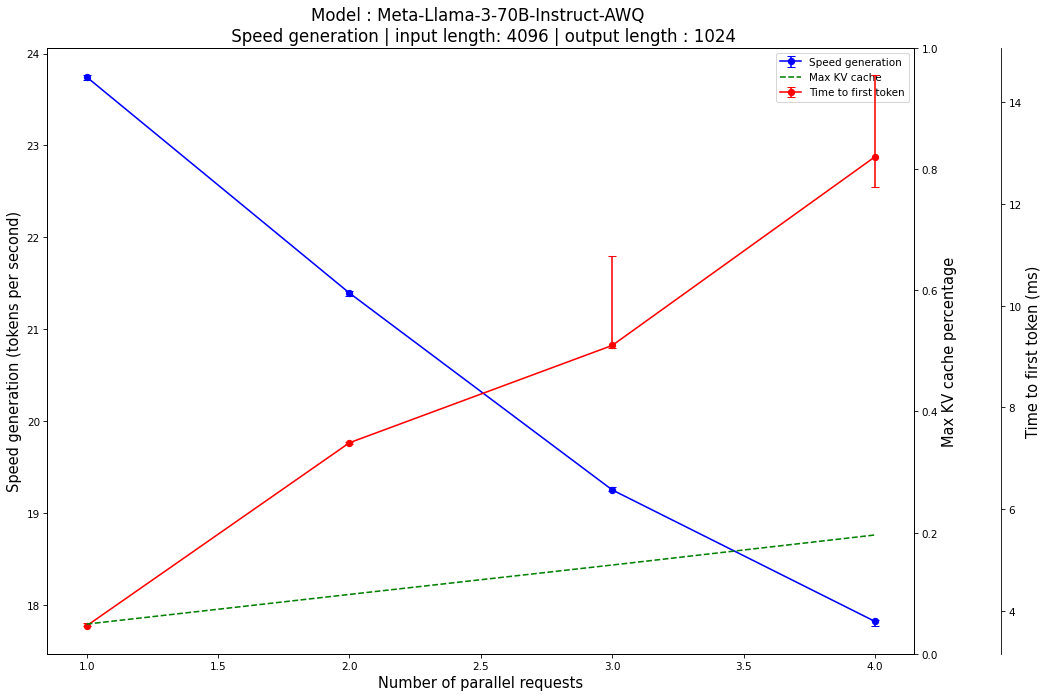 Model : Meta-Llama-3-70B-Instruct-AWQ
Speed generation | input length: 4096 | output length : 1024
Speed generation
Max KV cache
Time to first token
Speed generation (tokens per second)
24
23
22
21
20
19
18
1.0
0.8
0.6
0.4
0.2
0.0
Max KV cache percentage
14
12
10
8
6
4
Time to first token (ms)
1.0 1.5 2.0 2.5 3.0 3.5 4.0
Number of parallel requests